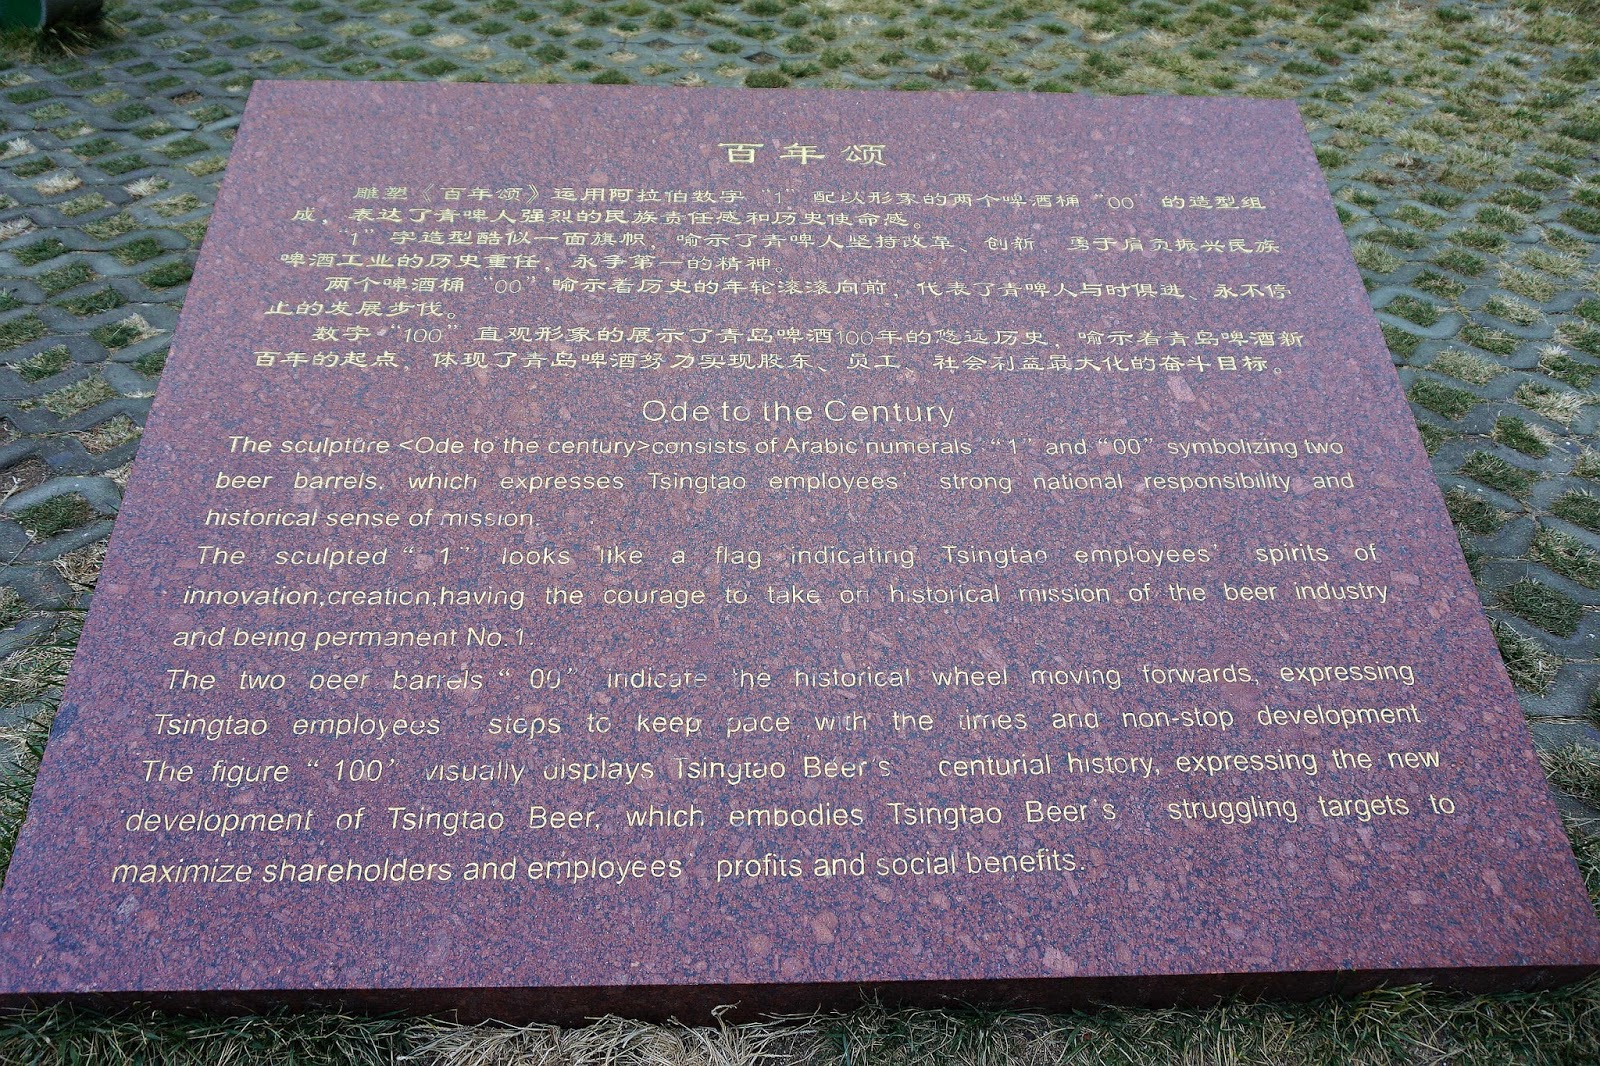 百年颂
雕塑《百年颂》运用阿拉伯数字“1”配以形象的两个啤酒桶“00”的造型组
成，表达了青啤人强烈的民族责任感和历史使命感。
“1”字造型酷似一面旗帜，喻示了青啤人坚持改革、创新，勇于肩负振兴民族
啤酒工业的历史重任，永争第一的精神。
两个啤酒桶“00”喻示着历史的年轮滚滚向前，代表了青啤人与时俱进、永不停
止的发展步伐。
数字“100”直观形象的展示了青岛啤酒100年的悠远历史，喻示着青岛啤酒新
百年的起点，体现了青岛啤酒努力实现股东、员工、社会利益最大化的奋斗目标。
Ode to the Century
The sculpture <Ode to the century>consists of Arabic numerals “1” and “00” symbolizing two
beer barrels, which expresses Tsingtao employees’ strong national responsibility and
historical sense of mission.
The sculpted “ 1” looks like a flag indicating Tsingtao employees’ spirits of
innovation,creation,having the courage to take on historical mission of the beer industry
and being permanent No.1.
The two beer barrels “ 00” indicate the historical wheel moving forwards, expressing
Tsingtao employees steps to keep pace with the times and non-stop development
The figure “ 100’ visually displays Tsingtao Beer’s centurial history, expressing the new
development of Tsingtao Beer, which embodies Tsingtao Beer’s struggling targets to
maximize shareholders and employees’ profits and social benefits.